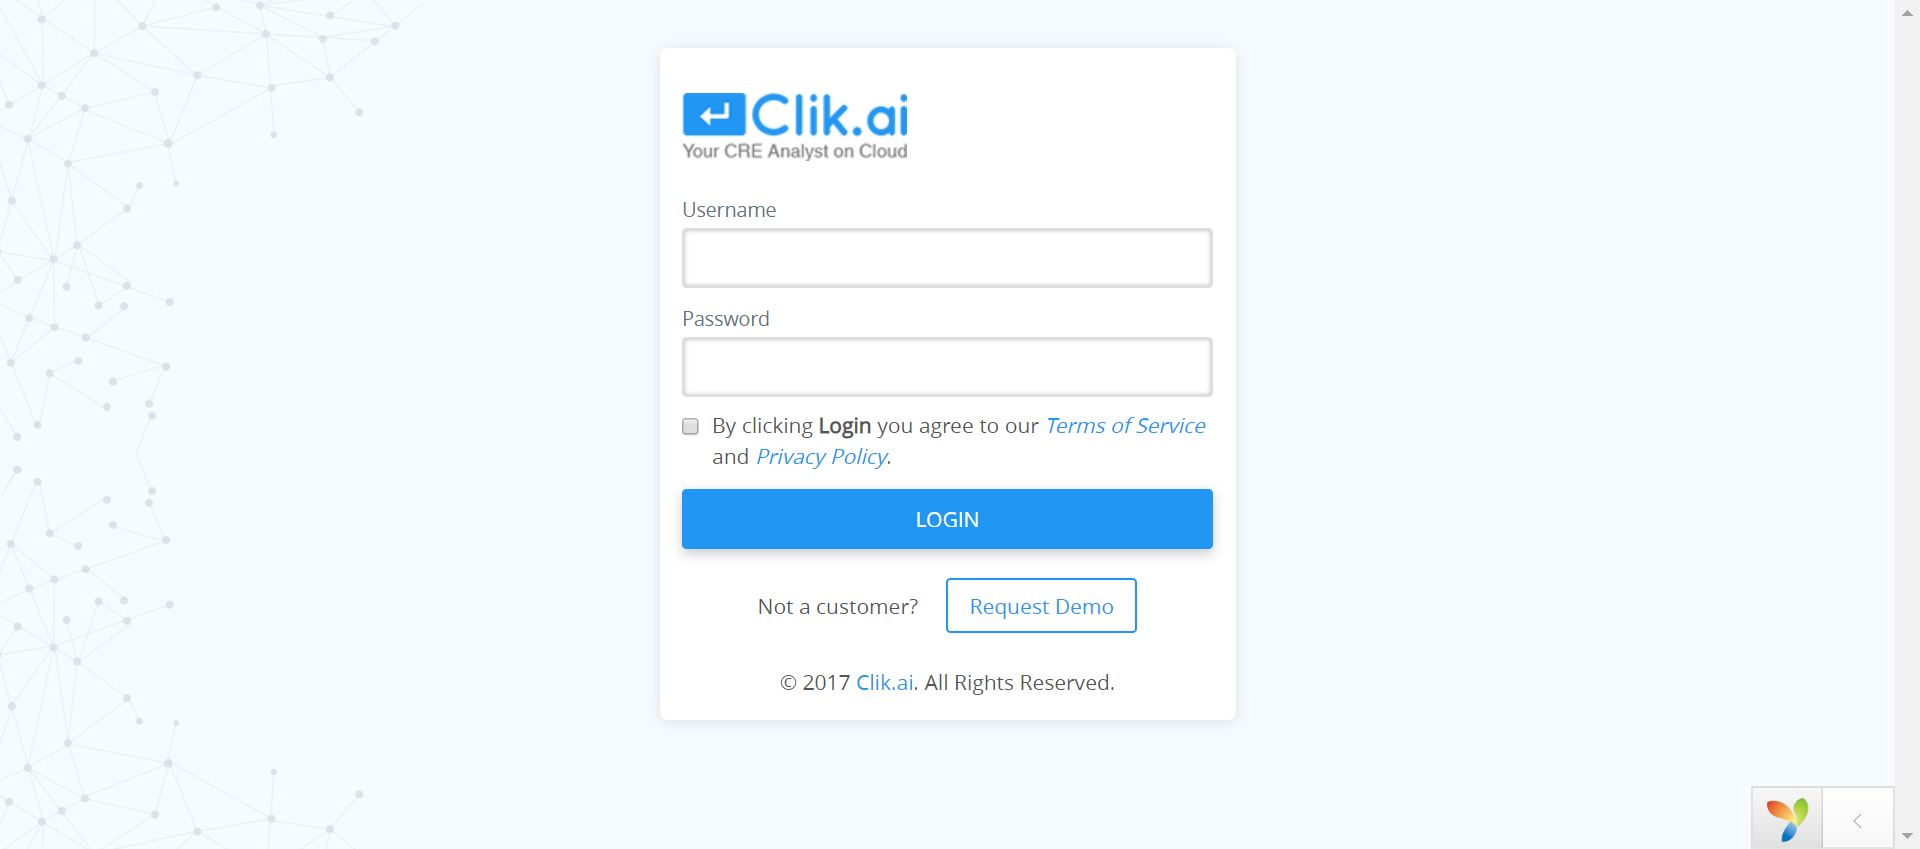 Clik.ai
Your CRE Analyst on Cloud
Username
Password
By clicking Login you agree to our Terms of Service
and Privacy Policy.
LOGIN
Not a customer? Request Demo
© 2017 Clik.ai. All Rights Reserved.